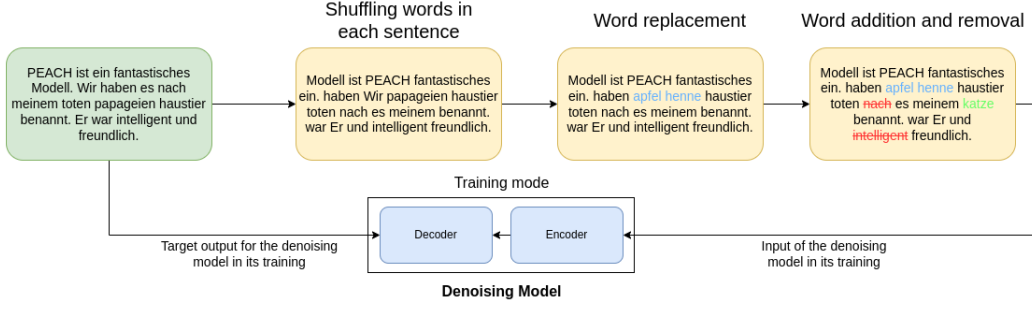 Shuffling words in
each sentence
Word replacement
Word addition and removal
PEACH ist ein fantastisches
Modell. Wir haben es nach
meinem toten papageien haustier
benannt. Er war intelligent und
freundlich.
Modell ist PEACH fantastisches
ein. haben Wir papageien haustier
toten nach es meinem benannt.
war Er und intelligent freundlich.
Modell ist PEACH fantastisches
ein. haben apfel henne haustier
toten nach es meinem benannt.
war Er und intelligent freundlich.
Modell ist PEACH fantastisches
ein. haben apfel henne haustier
toten nach es meinem katze
benannt. war Er und
intelligent freundlich.
Training mode
Decoder
Encoder
Target output for the denoising
model in its training
Input of the denoising
model in its training
Denoising Model